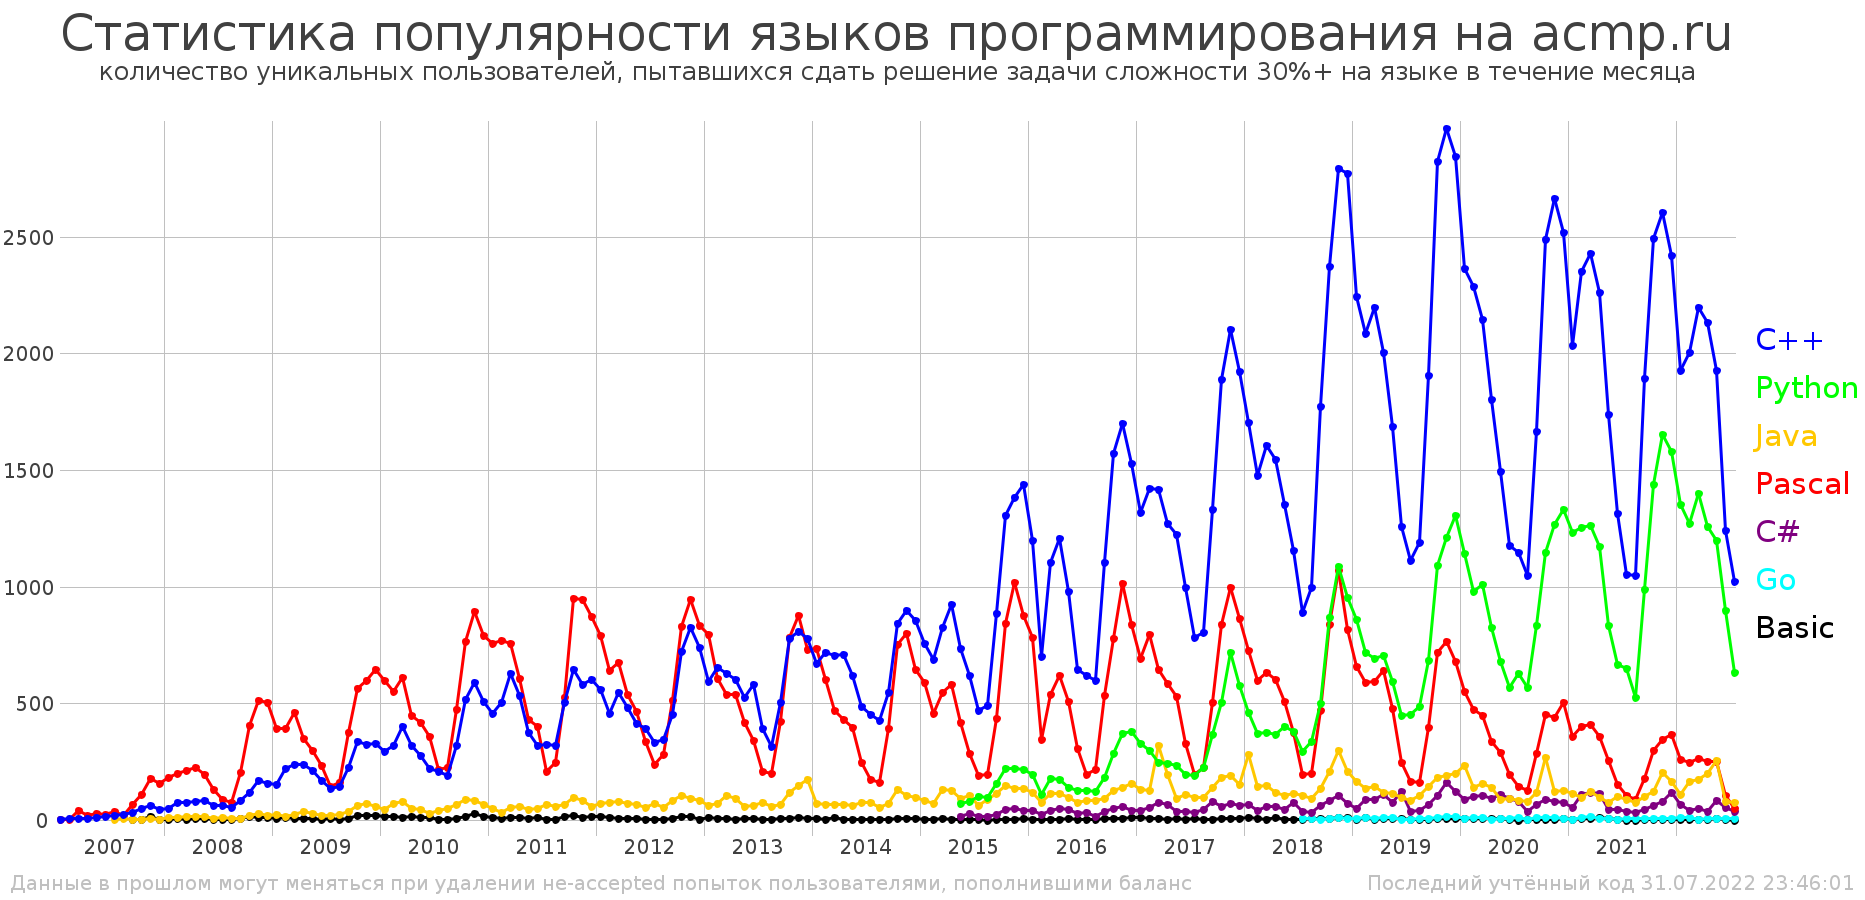 Статистика популярности языков программирования на acmp.ru
количество уникальных пользователей, пытавшихся сдать решение задачи сложности 30%+ на языке в течение месяца
2500
2000
1500
1000
500
0
C++
Python
Java
Pascal
C#
Go
Basic
2007 2008 2009 2010 2011 2012 2013 2014 2015 2016 2017 2018 2019 2020 2021
Данные в прошлом могут меняться при удалении не-accepted попыток пользователями, пополнившими баланс
Последний учтённый код 31.07.2022 23:46:01